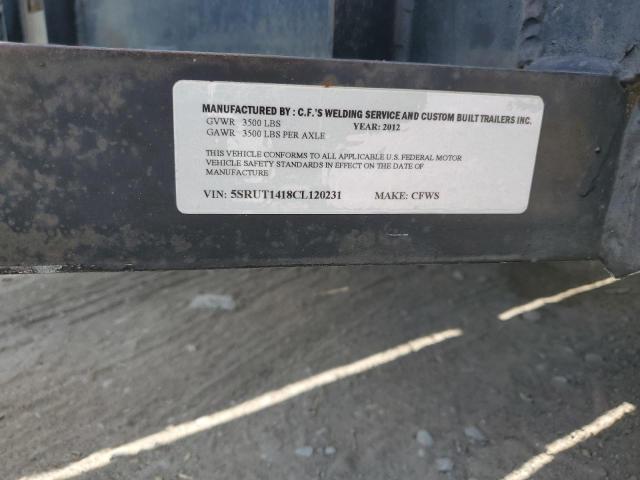 MANUFACTURED BY : C.F.'S WELDING SERVICE AND CUSTOM BUILT TRAILERS INC.
GVWR 3500 LBS YEAR: 2012
GAWR 3500 LBS PER AXLE
THIS VEHICLE CONFORMS TO ALL APPLICABLE U.S. FEDERAL MOTOR
VEHICLE SAFETY STANDARDS IN EFFECT ON THE DATE OF
MANUFACTURE
VIN: 5SRUT1418CL120231 MAKE: CFWS